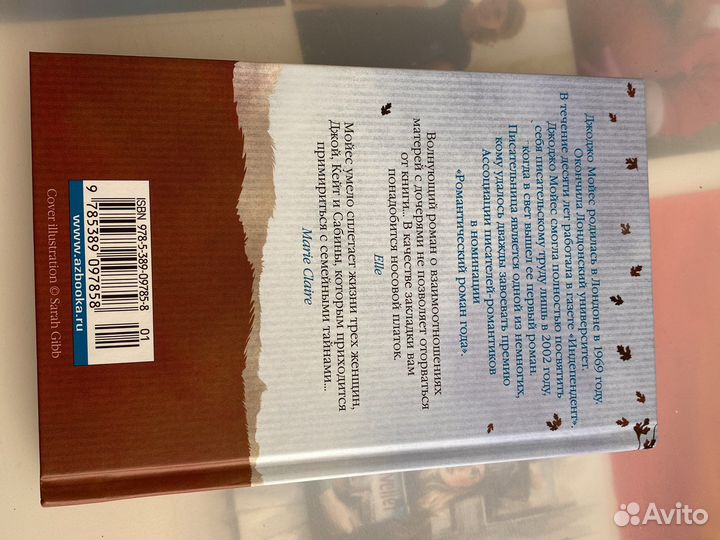 Джоджо Мойес родилась в Лондоне в 1969 году.
Окончила Лондонский университет.
В течение десяти лет работала в газете «Индепендент».
Джоджо Мойес смогла полностью посвятить
себя писательскому труду лишь в 2002 году,
когда в свет вышел ее первый роман.
Писательница является одной из немногих,
кому удалось дважды завоевать премию
Ассоциации писателей-романтиков
в номинации
«Романтический роман года».
Волнующий роман о взаимоотношениях
матерей с дочерями не позволяет оторваться
от книги... В качестве закладки вам
понадобится носовой платок.
Elle
Мойес умело сплетает жизни трех женщин,
Джой, Кейт и Сабины, которым приходится
примириться с семейными тайнами...
Marie Claire
ISBN 978-5-389-09785-8
01
9 785389 097858
www.azbooka.ru
Cover illustration © Sarah Gibb
Avito